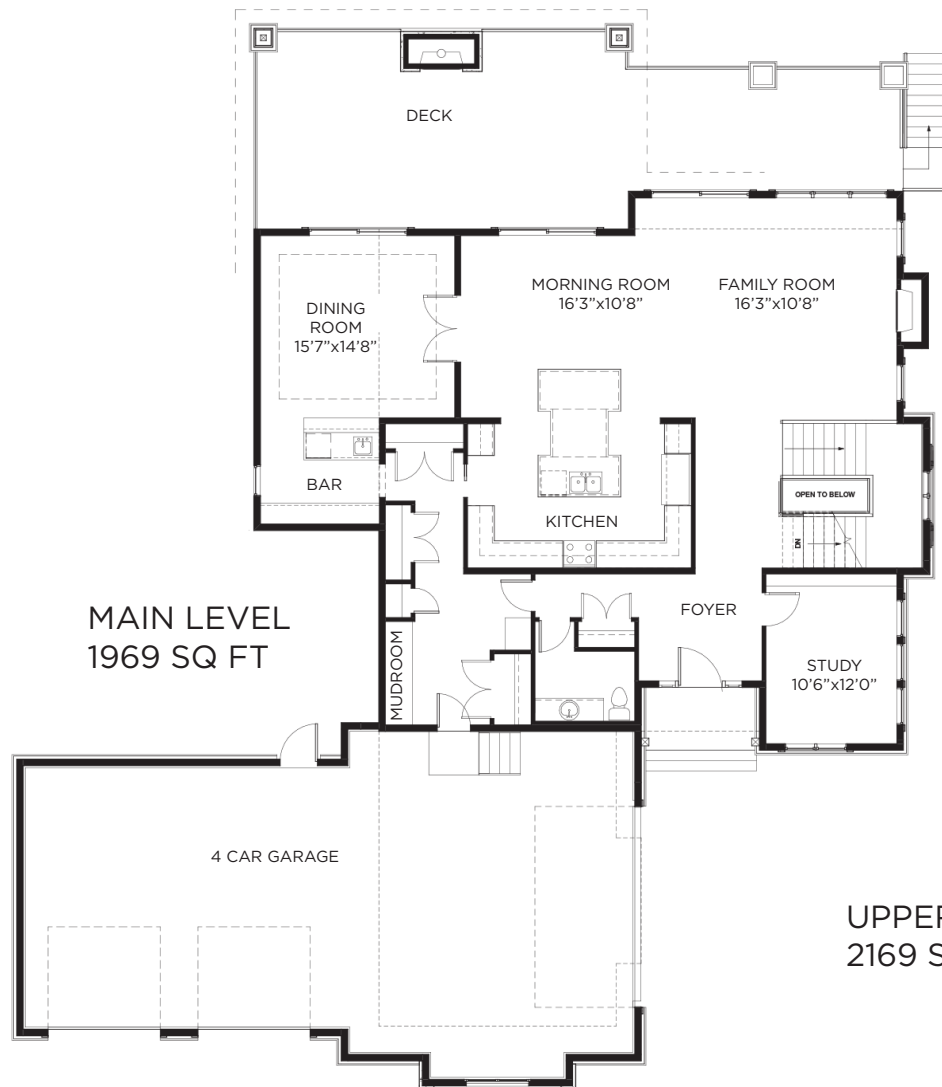 DECK
MORNING ROOM
16'3"x10'8"
FAMILY ROOM
16'3"x10'8"
DINING
ROOM
15'7"x14'8"
BAR
OPEN TO BELOW
KITCHEN
DN
MAIN LEVEL
1969 SQ FT
FOYER
MUDROOM
STUDY
10'6"x12'0"
4 CAR GARAGE
UPPER
2169 S